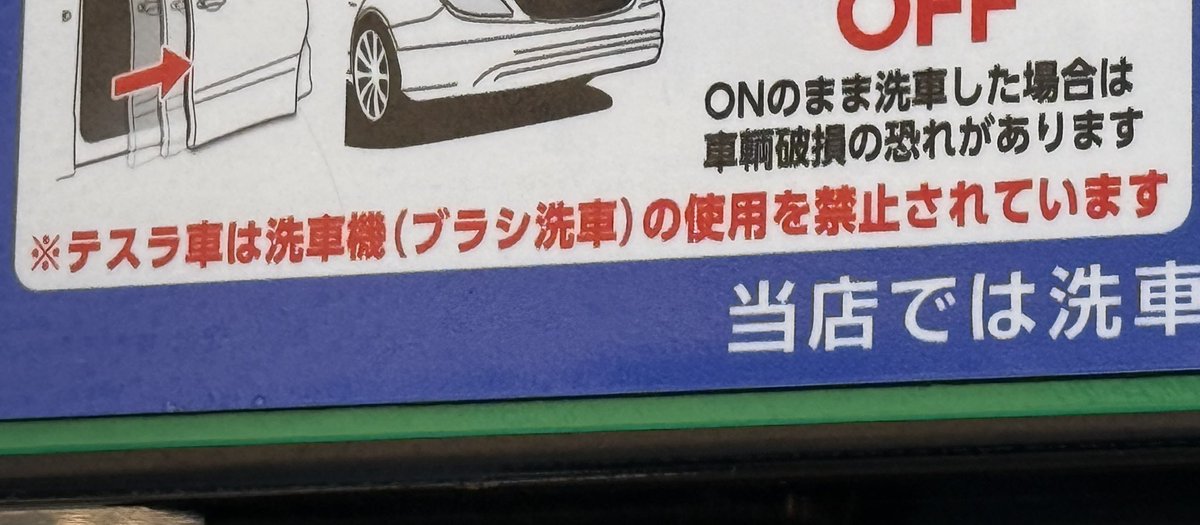 OFF
ONのまま洗車した場合は
車輌破損の恐れがあります
※テスラ車は洗車機(ブラシ洗車)の使用を禁止されています
当店では洗車